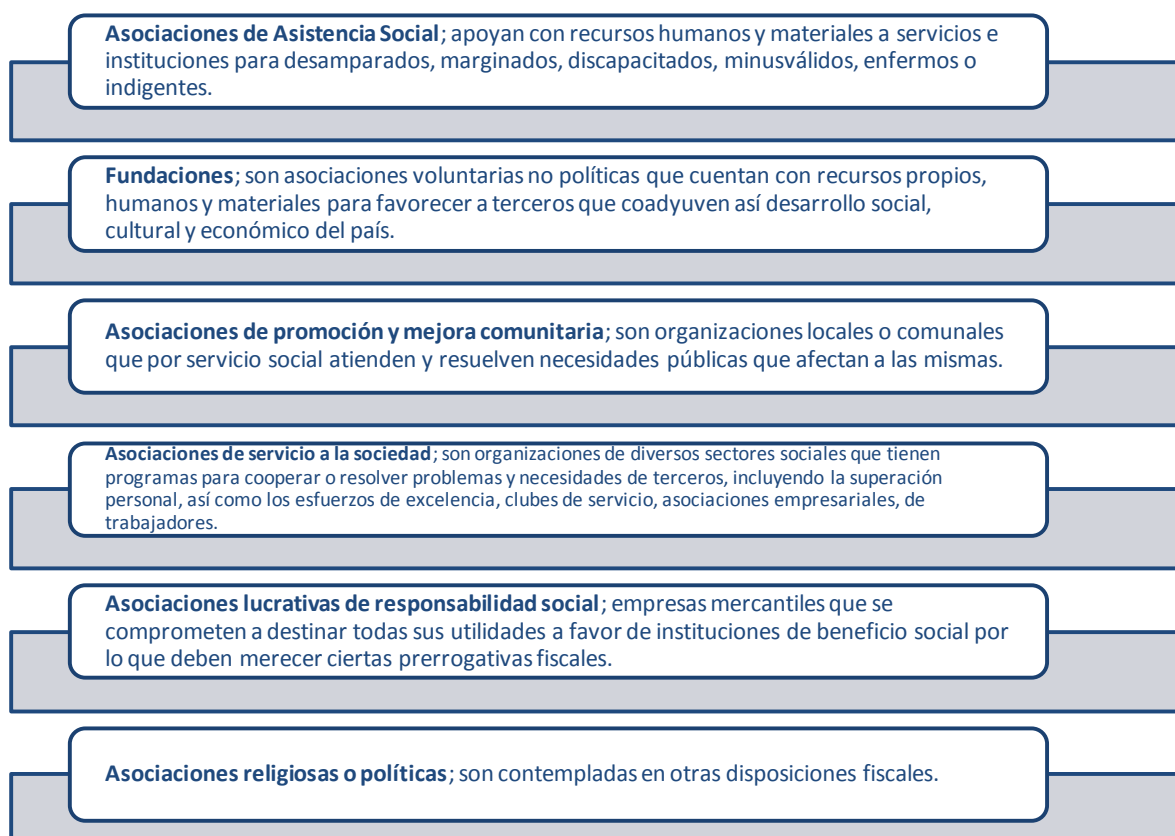 Asociaciones de Asistencia Social; apoyan con recursos humanos y materiales a servicios e
instituciones para desamparados, marginados, discapacitados, minusválidos, enfermos o
indigentes.
Fundaciones; son asociaciones voluntarias no políticas que cuentan con recursos propios,
humanos y materiales para favorecer a terceros que coadyuven así desarrollo social,
cultural y económico del país.
Asociaciones de promoción y mejora comunitaria; son organizaciones locales o comunales
que por servicio social atienden y resuelven necesidades públicas que afectan a las mismas.
Asociaciones de servicio a la sociedad; son organizaciones de diversos sectores sociales que tienen
programas para cooperar o resolver problemas y necesidades de terceros, incluyendo la superación
personal, así como los esfuerzos de excelencia, clubes de servicio, asociaciones empresariales, de
trabajadores.
Asociaciones lucrativas de responsabilidad social; empresas mercantiles que se
comprometen a destinar todas sus utilidades a favor de instituciones de beneficio social por
lo que deben merecer ciertas prerrogativas fiscales.
Asociaciones religiosas o políticas; son contempladas en otras disposiciones fiscales.